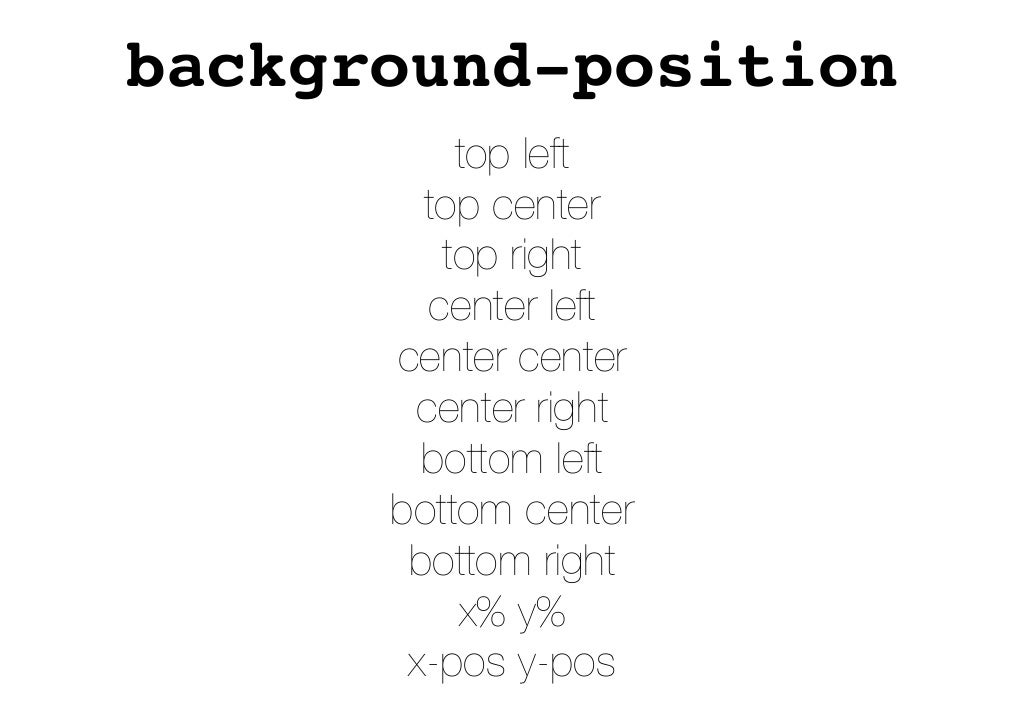 background-position
top left
top center
top right
center left
center center
center right
bottom left
bottom center
bottom right
x% y%
x-pos y-pos